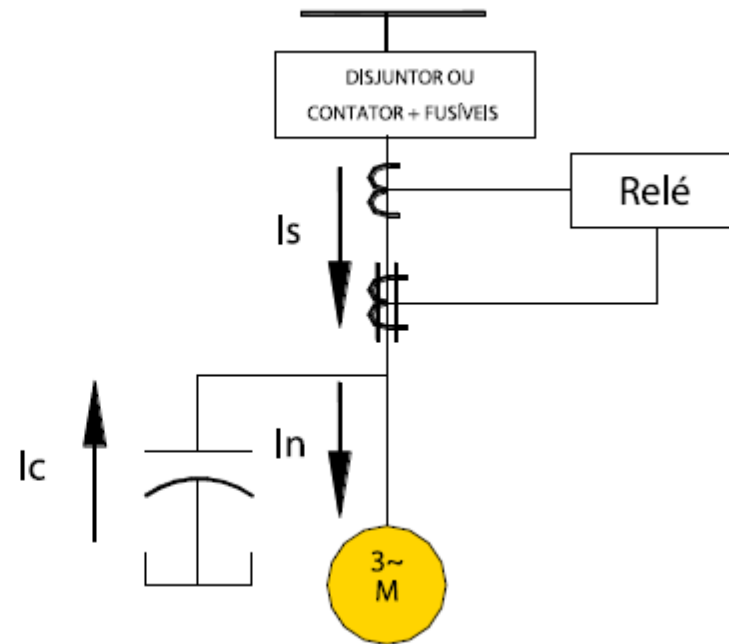 DISJUNTOR OU
CONTATOR + FUSÍVEIS
Relé
Is
In
Ic
3~
M